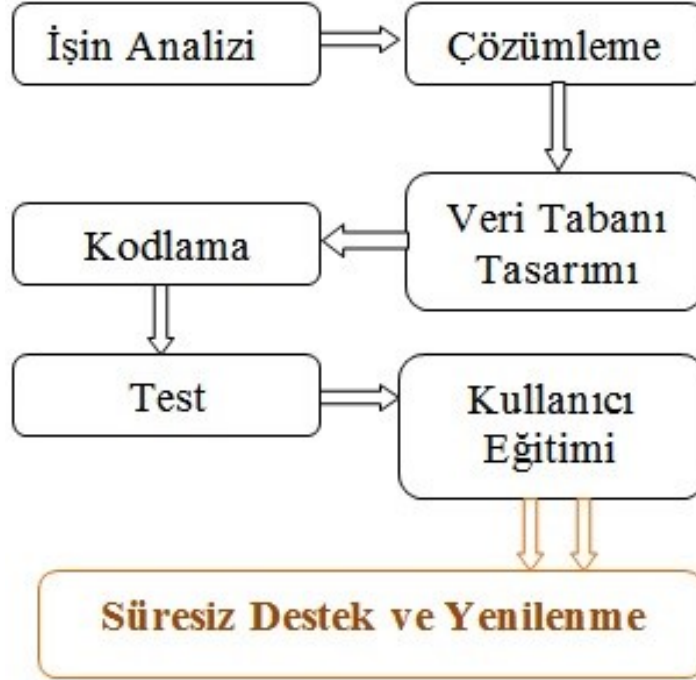 İşin Analizi
Çözümleme
Veri Tabanı
Tasarımı
Kodlama
Test
Kullanıcı
Eğitimi
Süresiz Destek ve Yenilenme